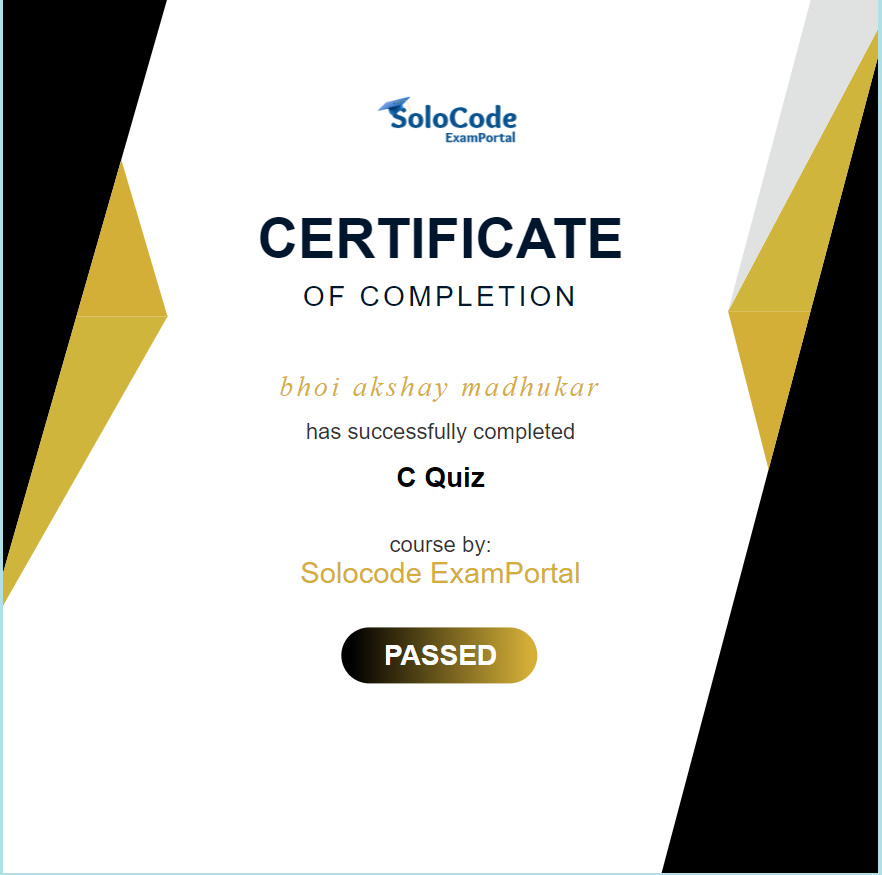 SoloCode
ExamPortal
CERTIFICATE
OF COMPLETION
bhoi akshay madhukar
has successfully completed
C Quiz
course by:
Solocode ExamPortal
PASSED